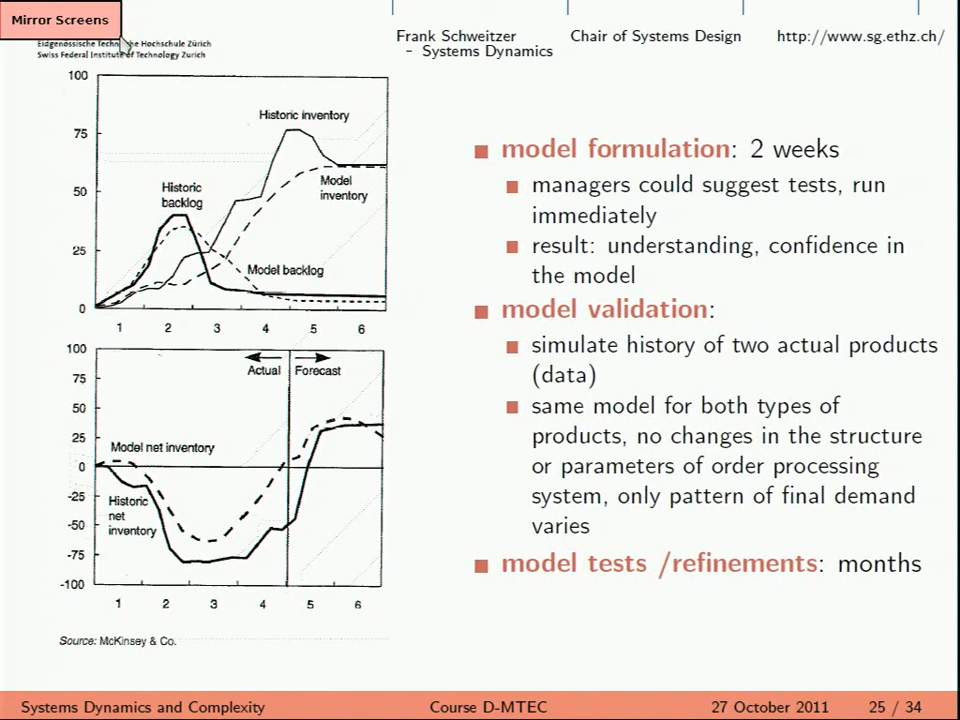 Mirror Screens
Eidgenössische Technische Hochschule Zürich
Swiss Federal Institute of Technology Zurich
Frank Schweitzer
– Systems Dynamics
Chair of Systems Design
http://www.sg.ethz.ch/
100
75
50
25
0
Historic inventory
Historic
backlog
Model
inventory
Model backlog
1 2 3 4 5 6
100
75
50
25
0
-25
-50
-75
-100
Actual Forecast
Model net inventory
Historic
net
inventory
1 2 3 4 5 6
Source: McKinsey & Co.
model formulation: 2 weeks
managers could suggest tests, run
immediately
result: understanding, confidence in
the model
model validation:
simulate history of two actual products
(data)
same model for both types of
products, no changes in the structure
or parameters of order processing
system, only pattern of final demand
varies
model tests /refinements: months
Systems Dynamics and Complexity
Course D-MTEC
27 October 2011
25 / 34